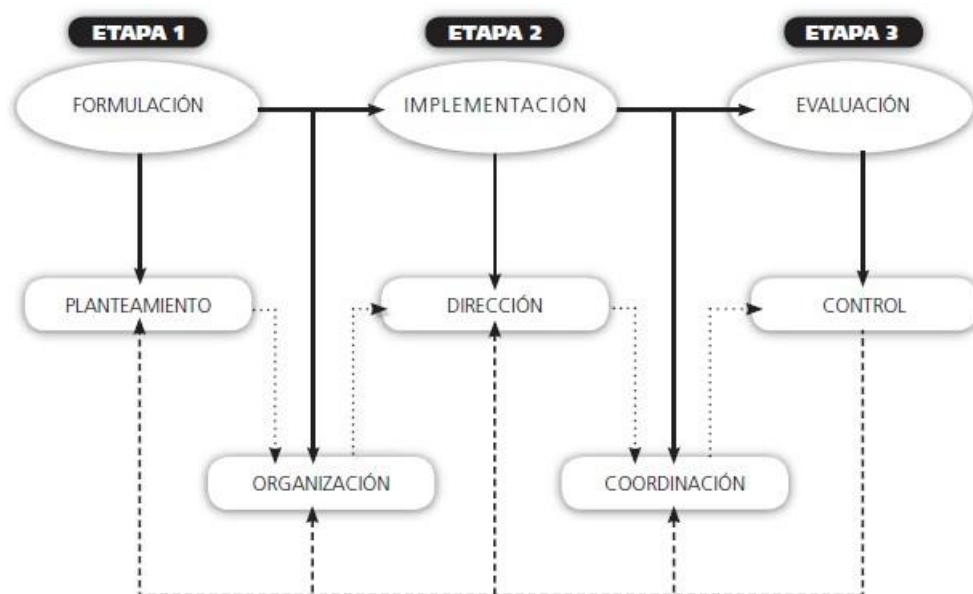 ETAPA 1
ETAPA 2
ETAPA 3
FORMULACIÓN
IMPLEMENTACIÓN
EVALUACIÓN
PLANTEAMIENTO
DIRECCIÓN
CONTROL
ORGANIZACIÓN
COORDINACIÓN